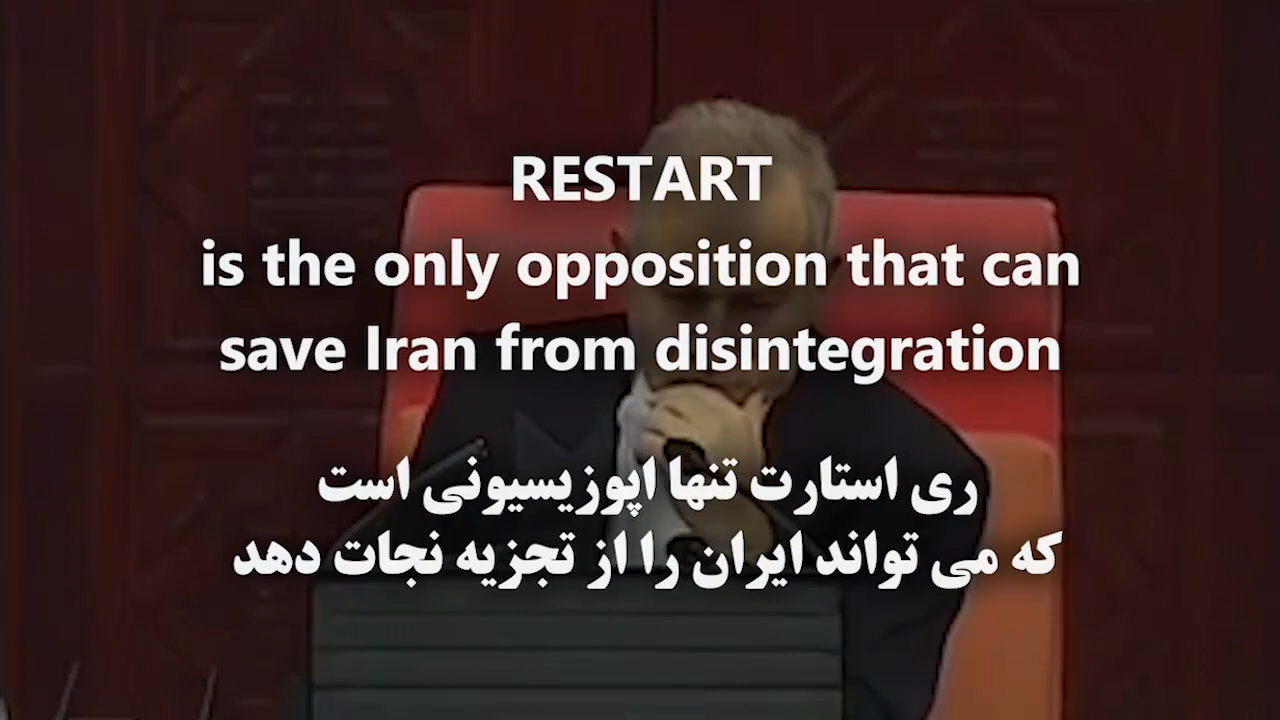 RESTART
is the only opposition that can
save Iran from disintegration
ری استارت تنها اپوزیسیونی است
که می تواند ایران را از تجزیه نجات دهد